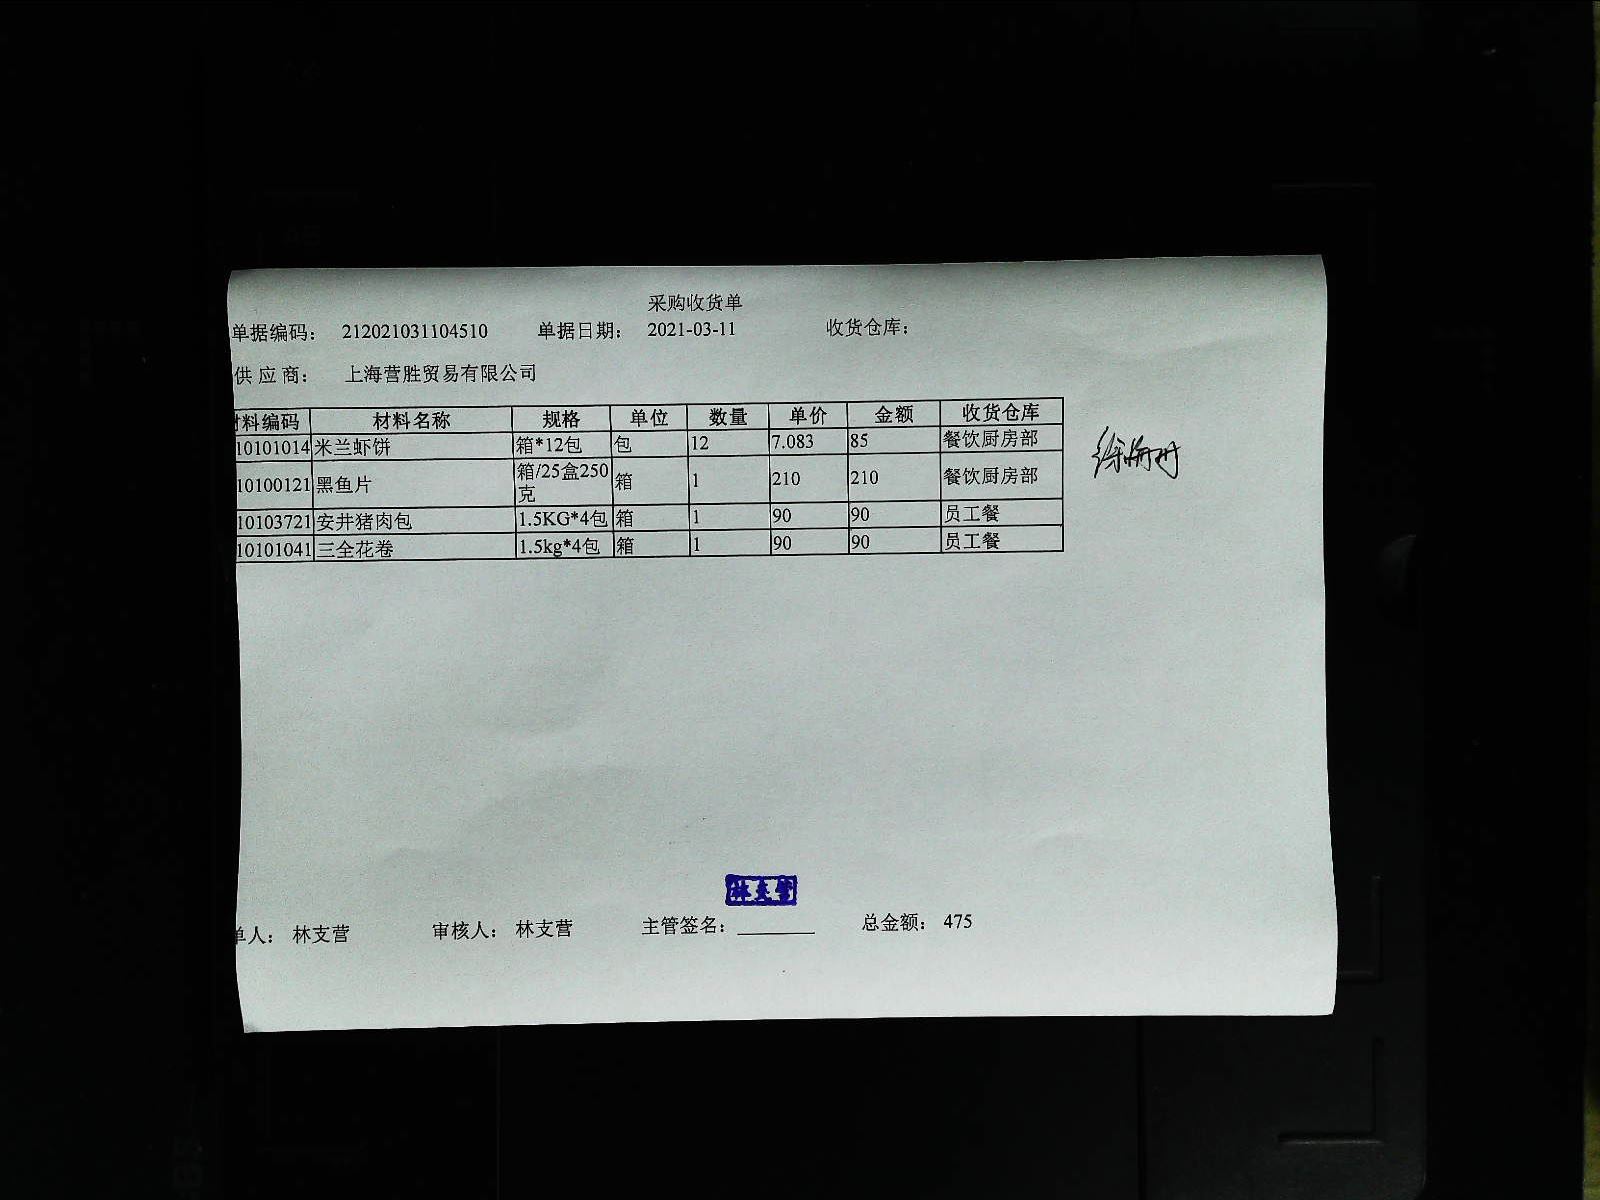 采购收货单
单据编码： 212021031104510 单据日期： 2021-03-11 收货仓库：
供 应 商： 上海营胜贸易有限公司
材料编码 材料名称 规格 单位 数量 单价 金额 收货仓库
10101014 米兰虾饼 箱*12包 包 12 7.083 85 餐饮厨房部
10100121 黑鱼片 箱/25盒250克 箱 1 210 210 餐饮厨房部
10103721 安井猪肉包 1.5KG*4包 箱 1 90 90 员工餐
10101041 三全花卷 1.5kg*4包 箱 1 90 90 员工餐
林支营
单人： 林支营 审核人： 林支营 主管签名： 总金额： 475